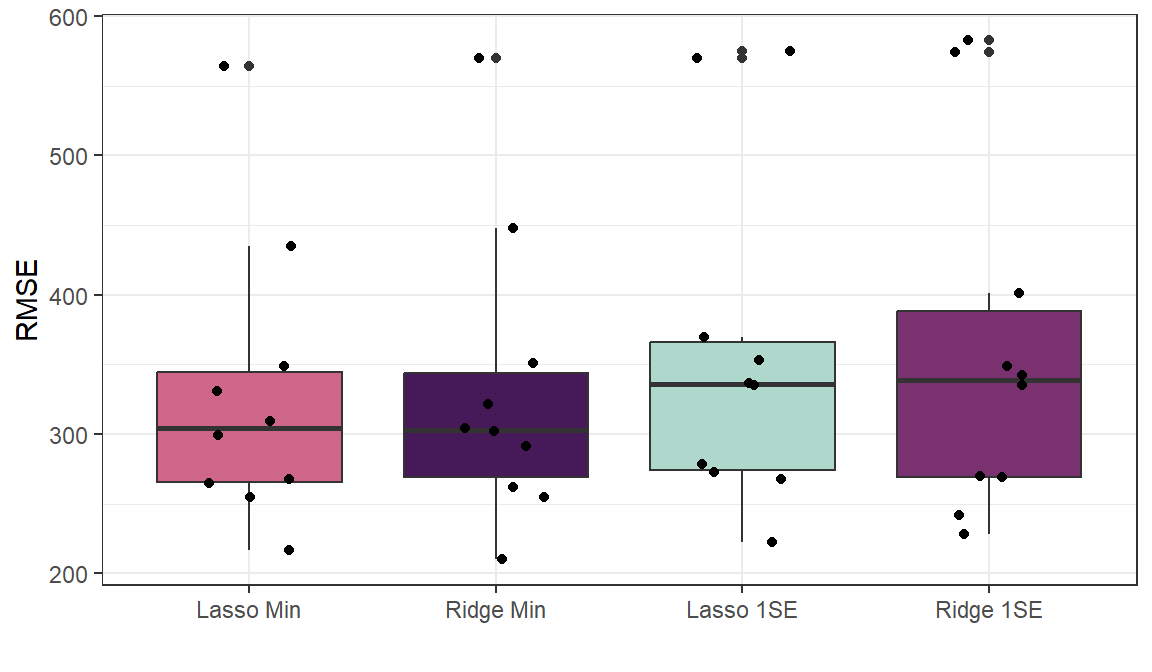 RMSE
600
500
400
300
200
Lasso Min
Ridge Min
Lasso 1SE
Ridge 1SE